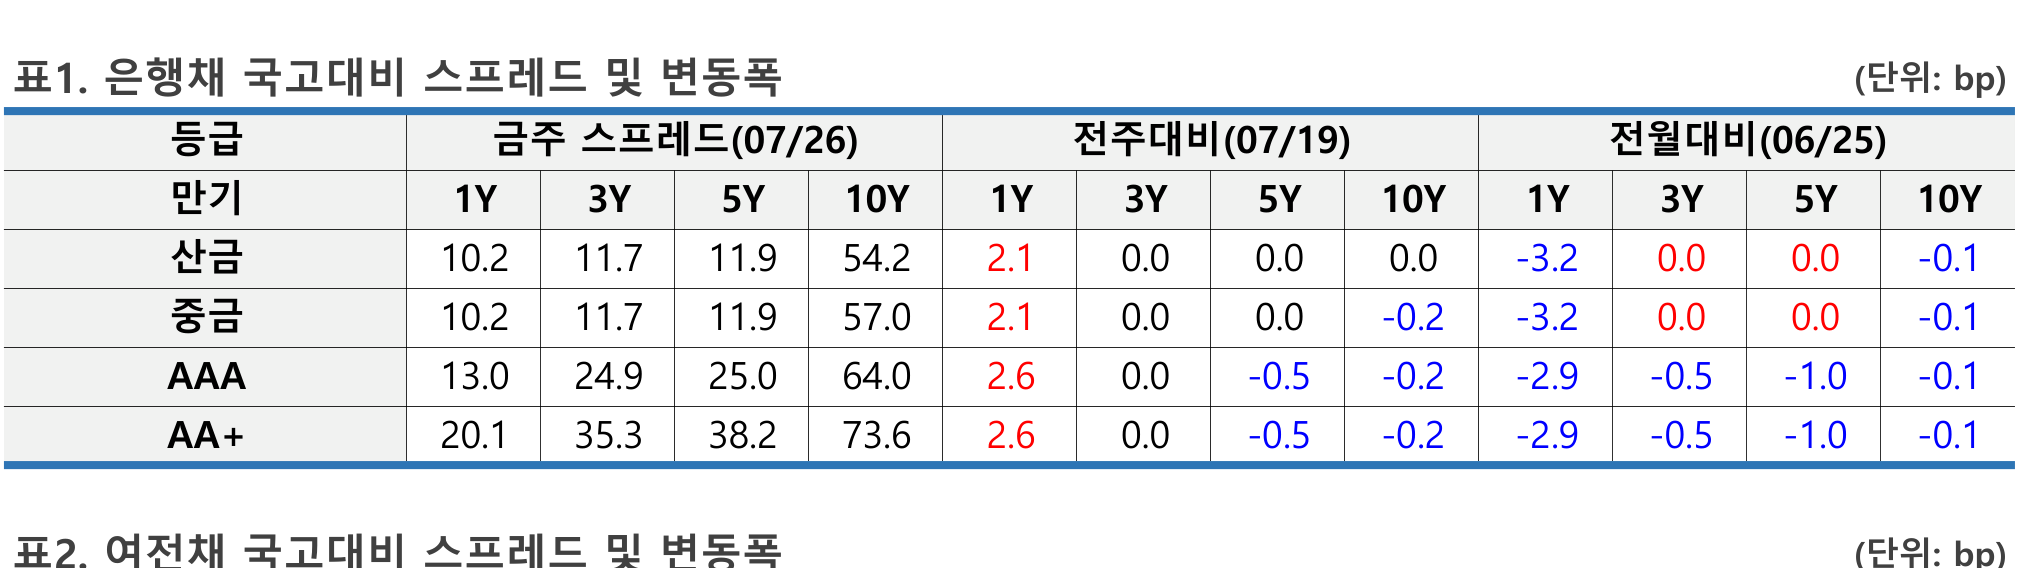 표1. 은행채 국고대비 스프레드 및 변동폭 (단위: bp)
등급 금주 스프레드(07/26) 전주대비(07/19) 전월대비(06/25)
만기 1Y 3Y 5Y 10Y 1Y 3Y 5Y 10Y 1Y 3Y 5Y 10Y
산금 10.2 11.7 11.9 54.2 2.1 0.0 0.0 0.0 -3.2 0.0 0.0 -0.1
중금 10.2 11.7 11.9 57.0 2.1 0.0 0.0 -0.2 -3.2 0.0 0.0 -0.1
AAA 13.0 24.9 25.0 64.0 2.6 0.0 -0.5 -0.2 -2.9 -0.5 -1.0 -0.1
AA+ 20.1 35.3 38.2 73.6 2.6 0.0 -0.5 -0.2 -2.9 -0.5 -1.0 -0.1
표2. 여전채 국고대비 스프레드 및 변동폭 (단위: bp)